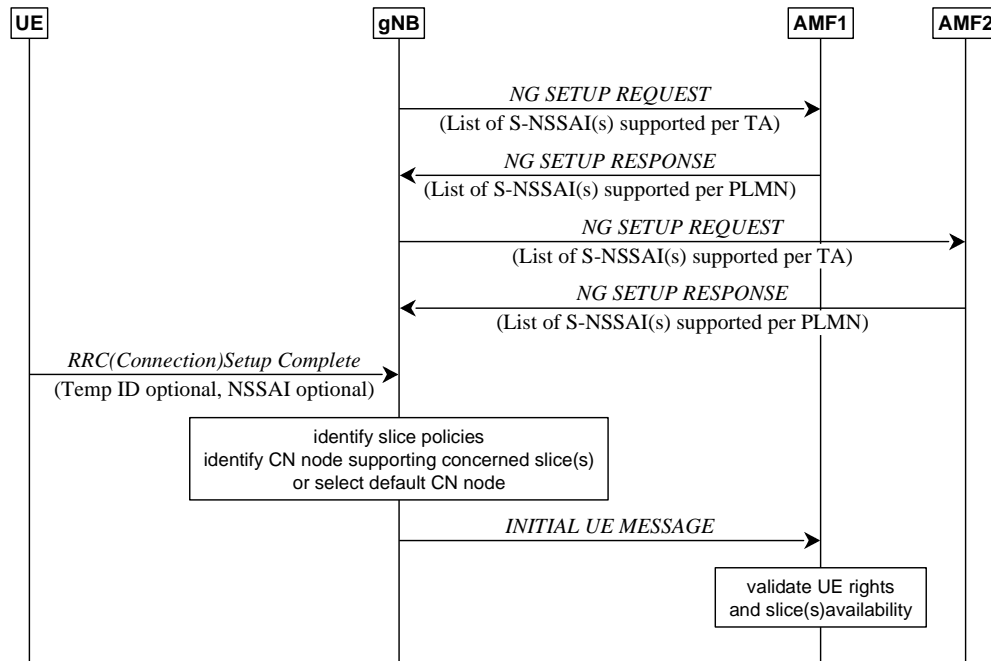 UE
gNB
AMF1
AMF2
NG SETUP REQUEST
(List of S-NSSAI(s) supported per TA)
NG SETUP RESPONSE
(List of S-NSSAI(s) supported per PLMN)
NG SETUP REQUEST
(List of S-NSSAI(s) supported per TA)
NG SETUP RESPONSE
(List of S-NSSAI(s) supported per PLMN)
RRC(Connection)Setup Complete
(Temp ID optional, NSSAI optional)
identify slice policies
identify CN node supporting concerned slice(s)
or select default CN node
INITIAL UE MESSAGE
validate UE rights
and slice(s)availability